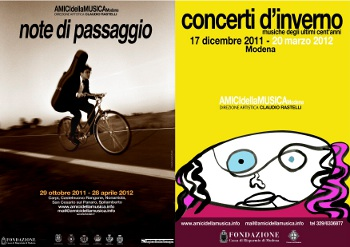 AMICIdellaMUSICAModena
DIREZIONE ARTISTICA CLAUDIO RASTELLI
note di passaggio
29 ottobre 2011 - 28 aprile 2012
Carpi, Castelnuovo Rangone, Nonantola,
San Cesario sul Panaro, Spilamberto
www.amicidellamusica.info
mail@amicidellamusica.info
FONDAZIONE
concerti d'inverno
musiche degli ultimi cent'anni
17 dicembre 2011 - 20 marzo 2012
Modena
AMICIdellaMUSICAModena
DIREZIONE ARTISTICA CLAUDIO RASTELLI
www.amicidellamusica.info mail@amicidellamusica.info tel 329/6336877
FONDAZIONE
Cassa di Risparmio di Modena